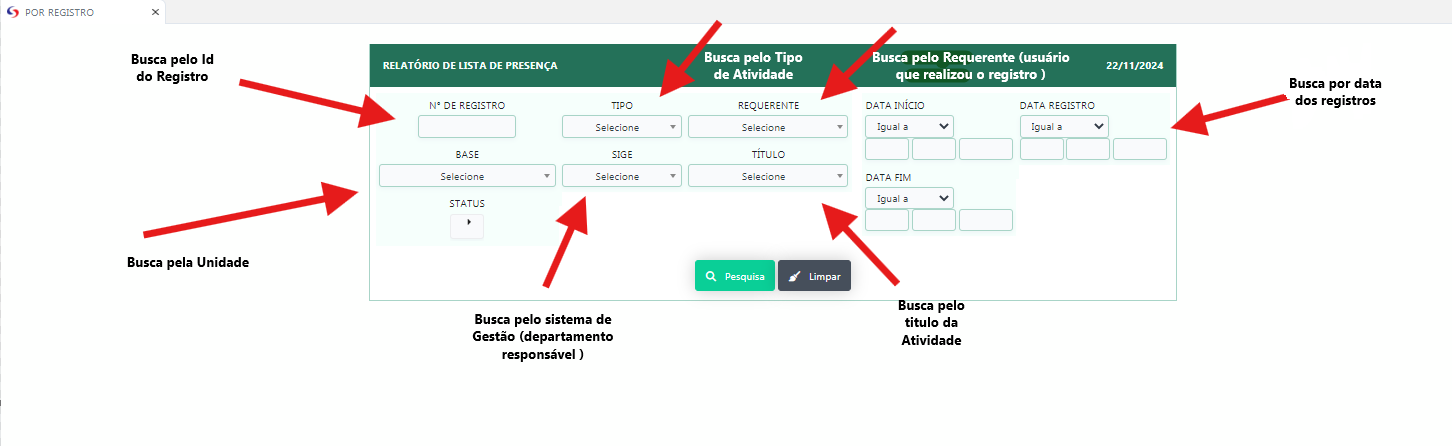 POR REGISTRO
Busca pelo Id
do Registro
RELATÓRIO DE LISTA DE PRESENÇA
Busca pelo Tipo
de Atividade
Busca pelo Requerente (usuário
que realizou o registro )
22/11/2024
Busca por data
dos registros
N° DE REGISTRO
TIPO
REQUERENTE
DATA INÍCIO
DATA REGISTRO
Selecione
Selecione
Igual a
Igual a
BASE
SIGE
TÍTULO
Selecione
Selecione
Selecione
DATA FIM
Igual a
STATUS
Busca pela Unidade
Pesquisa
Limpar
Busca pelo sistema de
Gestão (departamento
responsável )
Busca pelo
titulo da
Atividade